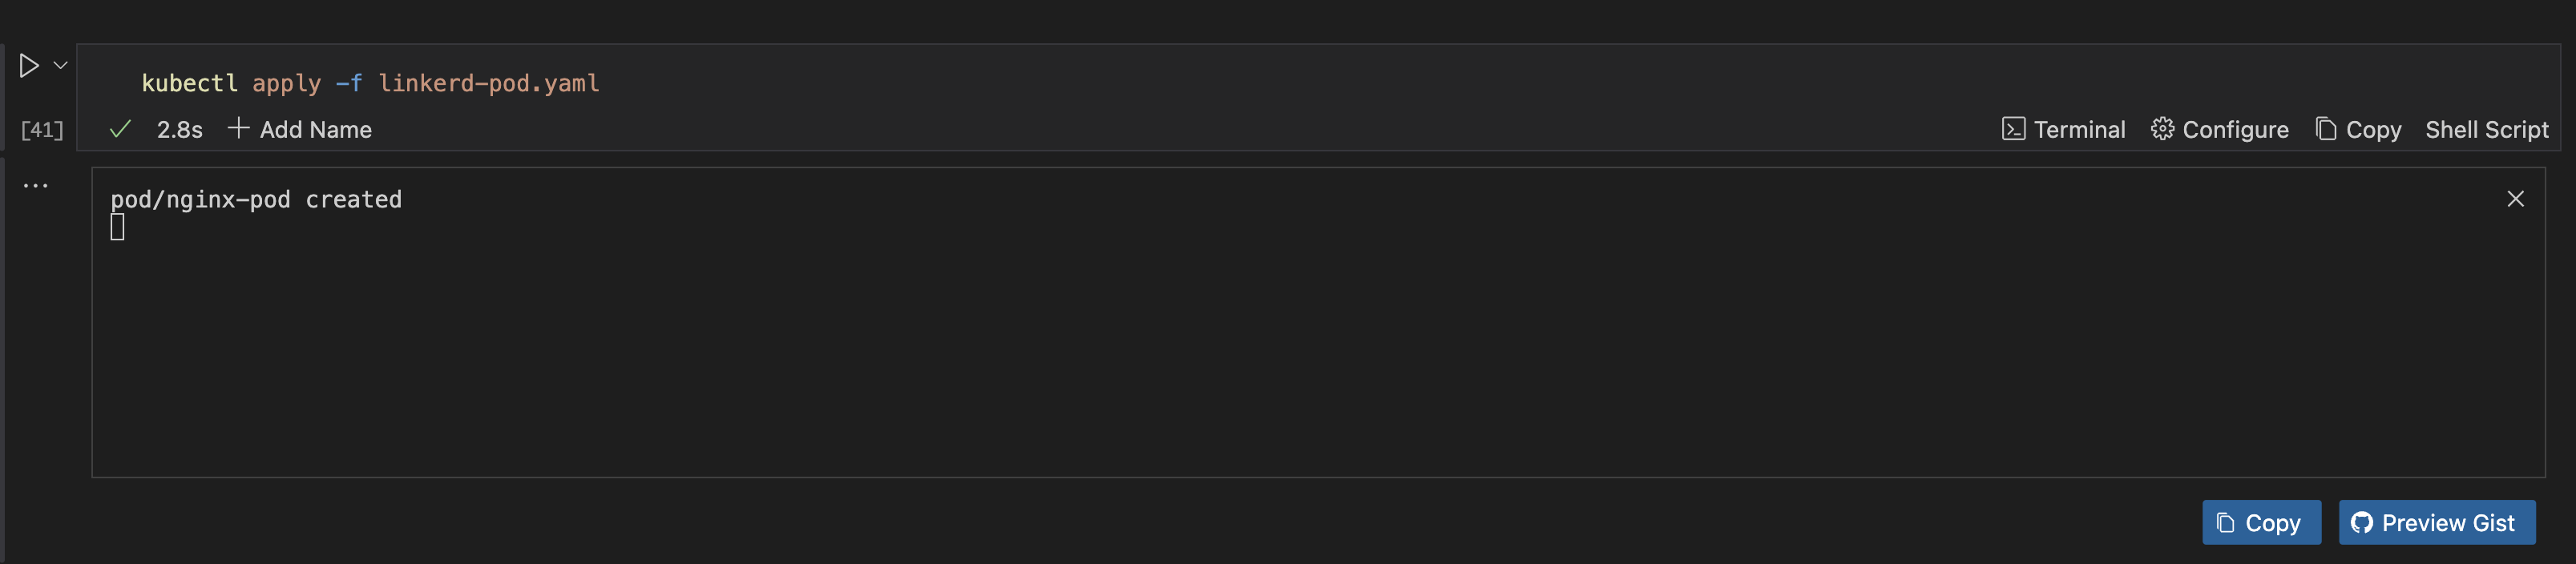 kubectl apply -f linkerd-pod.yaml
[41] 2.8s Add Name Terminal Configure Copy Shell Script
pod/nginx-pod created
Copy Preview Gist